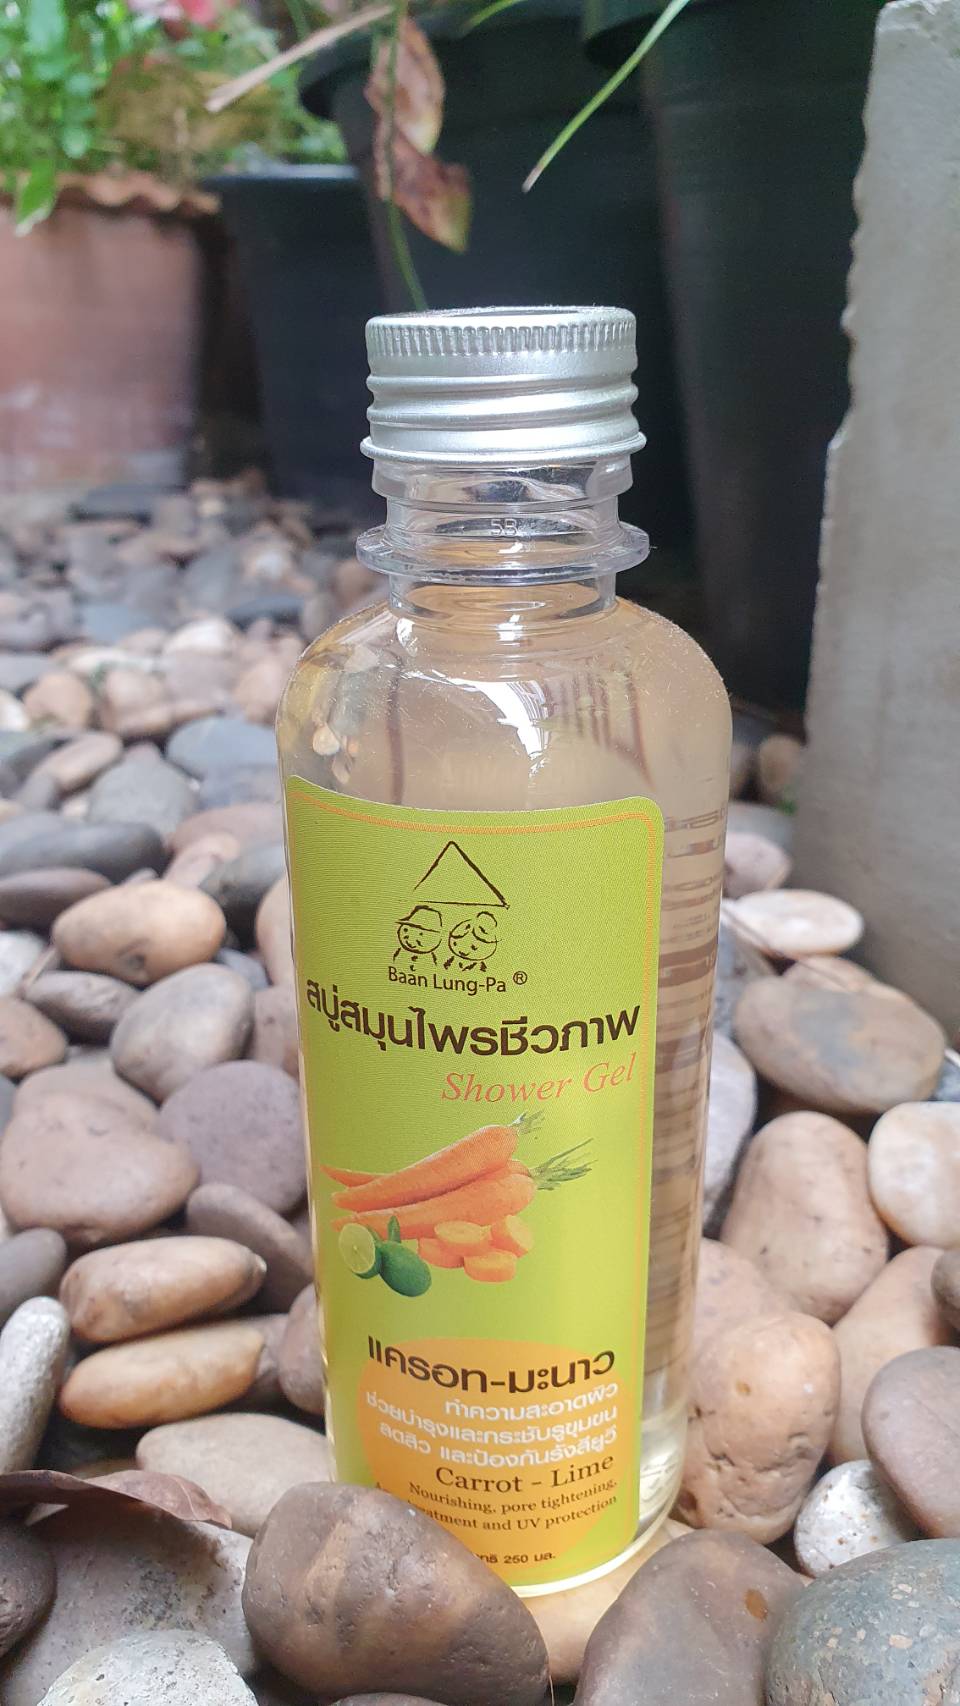 5B
Baan Lung-Pa ®
สบู่สมุนไพรชีวภาพ
Shower Gel
แครอท-มะนาว
ทำความสะอาดผิว
ช่วยบำรุงและกระชับรูขุมขน
ลดสิว และป้องกันรังสียูวี
Carrot - Lime
Nourishing, pore tightening,
and UV protection
250 มล.